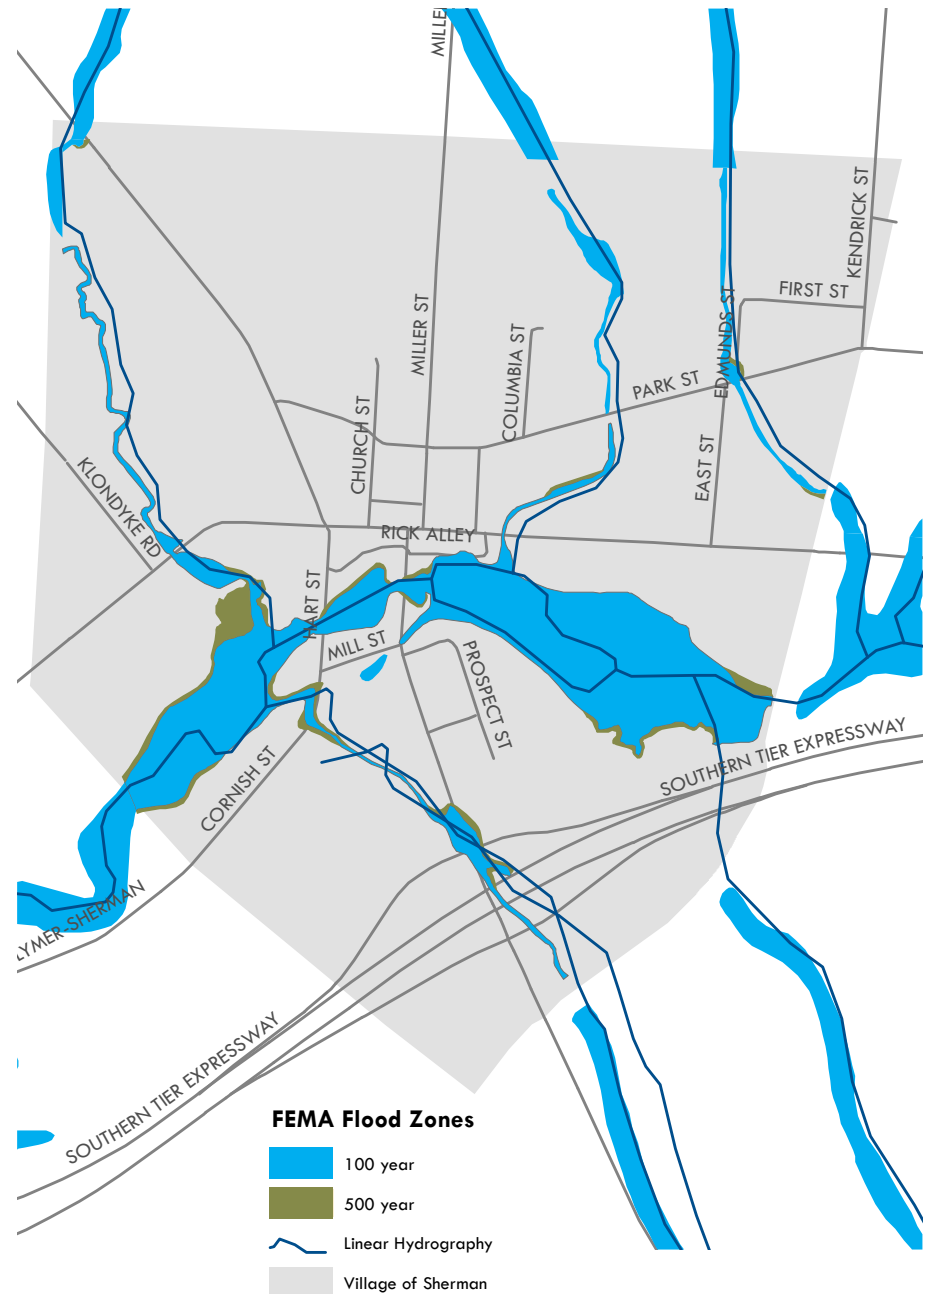 MILLE
KENDRICK ST
FIRST ST
EDMUNDS ST
MILLER ST
COLUMBIA ST
PARK ST
CHURCH ST
EAST ST
KLONDYKE RD
RICK ALLEY
HART ST
MILL ST
PROSPECT ST
SOUTHERN TIER EXPRESSWAY
CORNISH ST
LYMER-SHERMAN
SOUTHERN TIER EXPRESSWAY
FEMA Flood Zones
100 year
500 year
Linear Hydrography
Village of Sherman